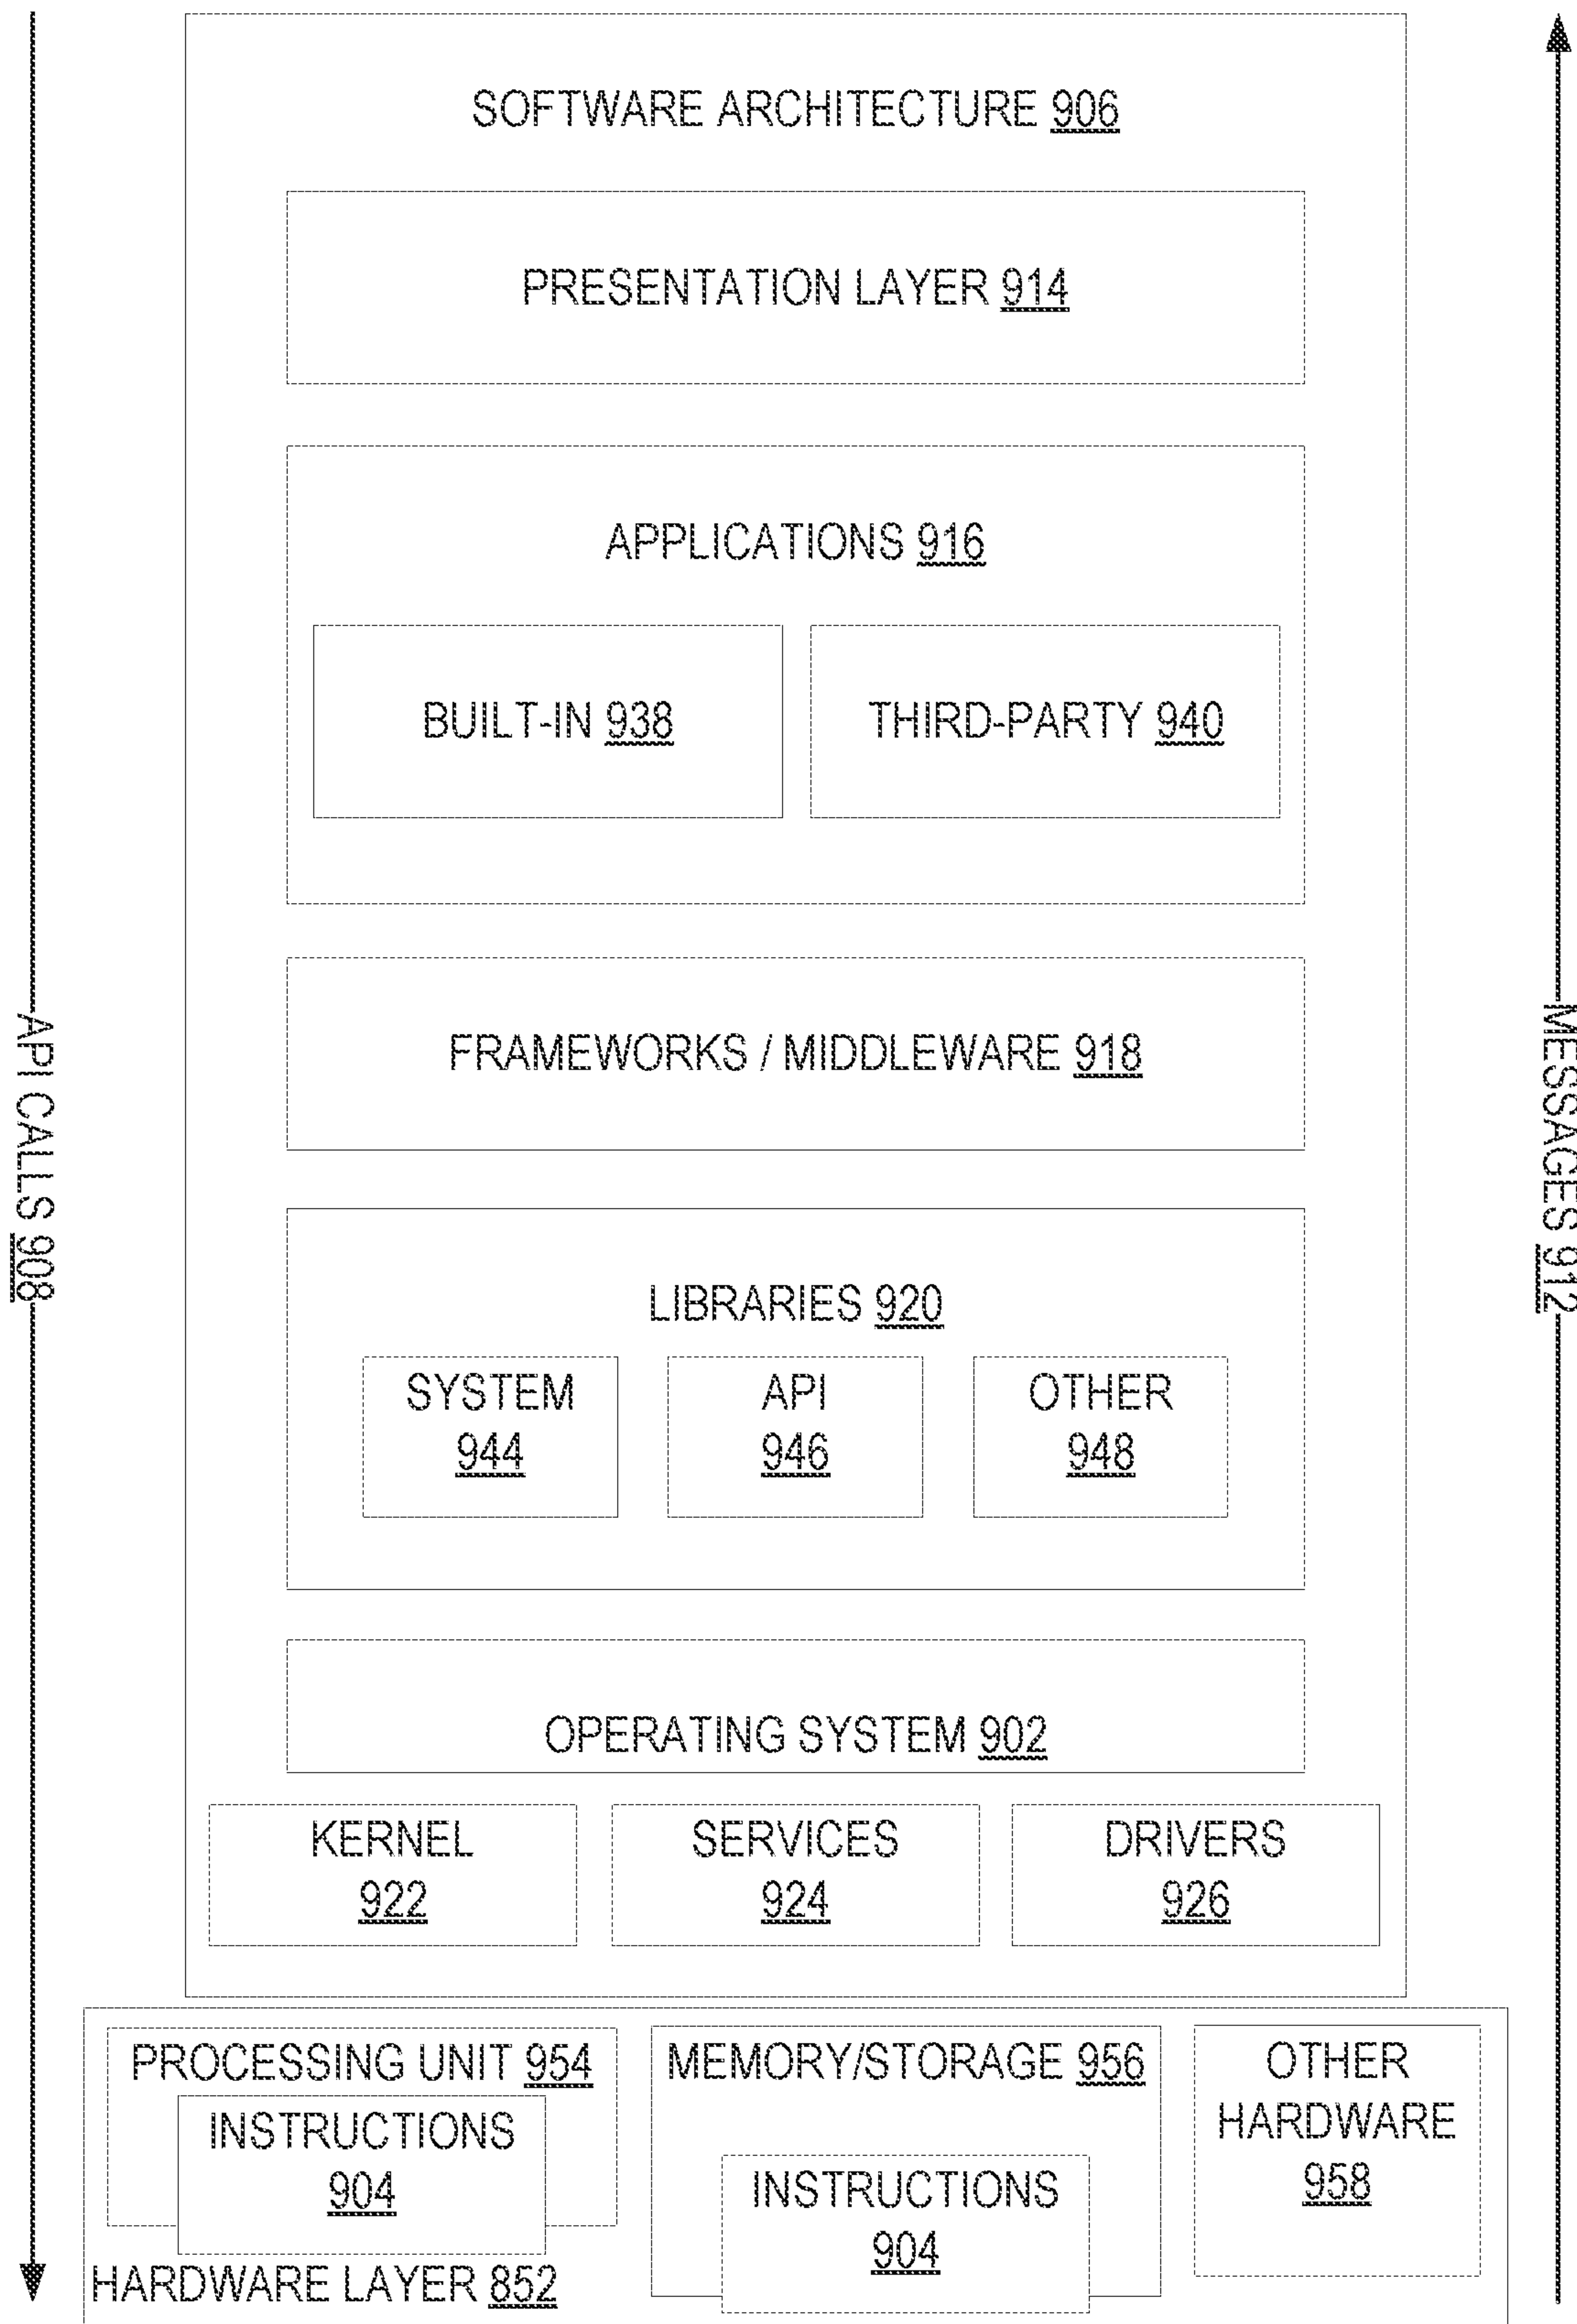 SOFTWARE ARCHITECTURE 906
PRESENTATION LAYER 914
APPLICATIONS 916
BUILT-IN 938
THIRD-PARTY 940
FRAMEWORKS / MIDDLEWARE 918
API CALLS 908
MESSAGES 912
LIBRARIES 920
SYSTEM
944
API
946
OTHER
948
OPERATING SYSTEM 902
KERNEL
922
SERVICES
924
DRIVERS
926
PROCESSING UNIT 954
INSTRUCTIONS
904
MEMORY/STORAGE 956
INSTRUCTIONS
904
OTHER
HARDWARE
958
HARDWARE LAYER 852